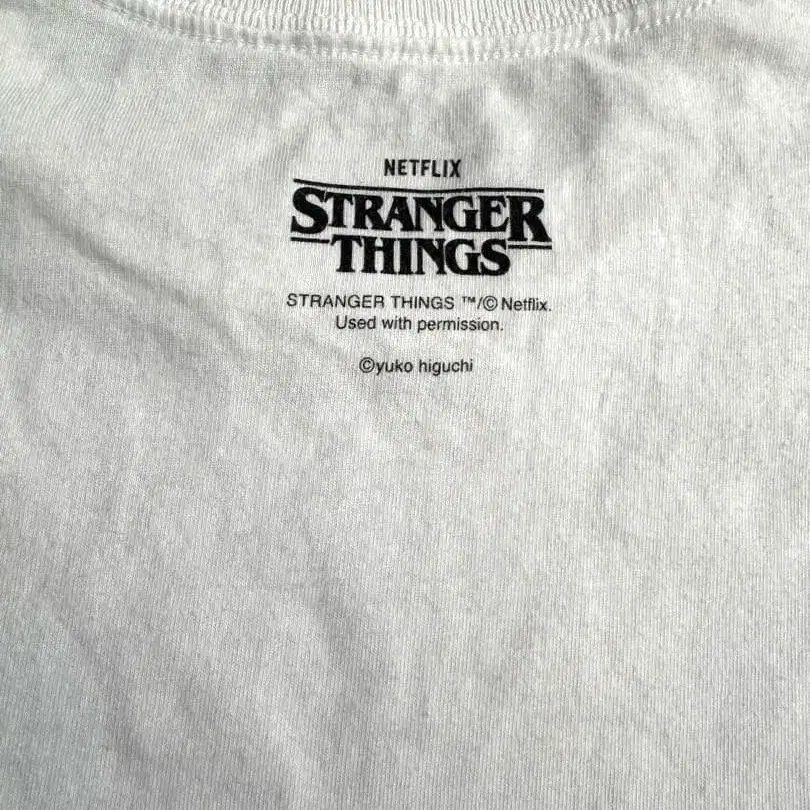 NETFLIX
STRANGER
THINGS
STRANGER THINGS ™/© Netflix.
Used with permission.
©yuko higuchi